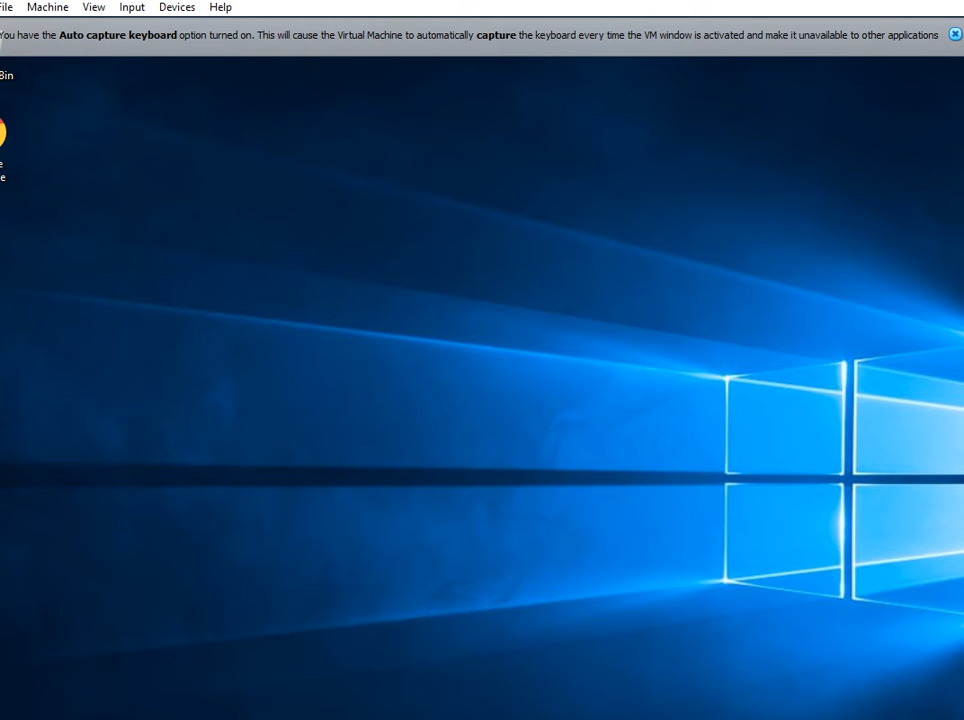 File Machine View Input Devices Help
You have the Auto capture keyboard option turned on. This will cause the Virtual Machine to automatically capture the keyboard every time the VM window is activated and make it unavailable to other applications
Bin
e
e